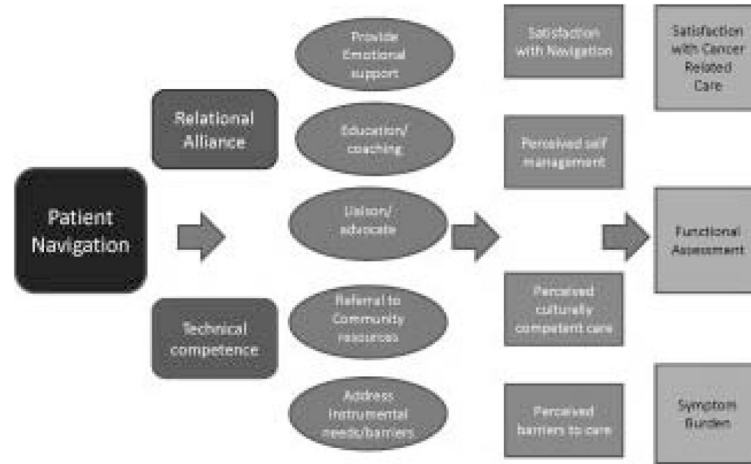 Patient
Navigation
Relational
Alliance
Technical
competence
Provide
Emotional
support
Education/
coaching
Liaison/
advocate
Referral to
Community
resources
Address
instrumental
needs/barriers
Satisfaction
with Navigation
Perceived self
management
Perceived
culturally
competent care
Perceived
barriers to care
Satisfaction
with Cancer
Related
Care
Functional
Assessment
Symptom
Burden